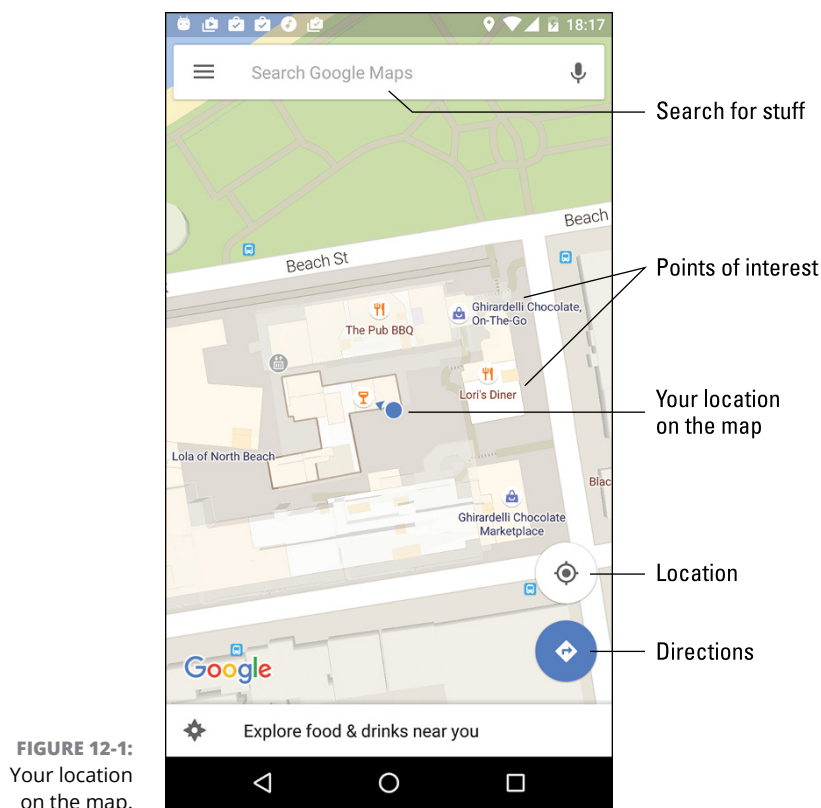 18:17
Search Google Maps
Search for stuff
Beach
Beach St
Points of interest
Ghirardelli Chocolate,
On-The-Go
The Pub BBQ
Lori's Diner
Your location
on the map
Lola of North Beach
Blac
Ghirardelli Chocolate
Marketplace
Location
Directions
Google
Explore food & drinks near you
FIGURE 12-1:
Your location
on the map.